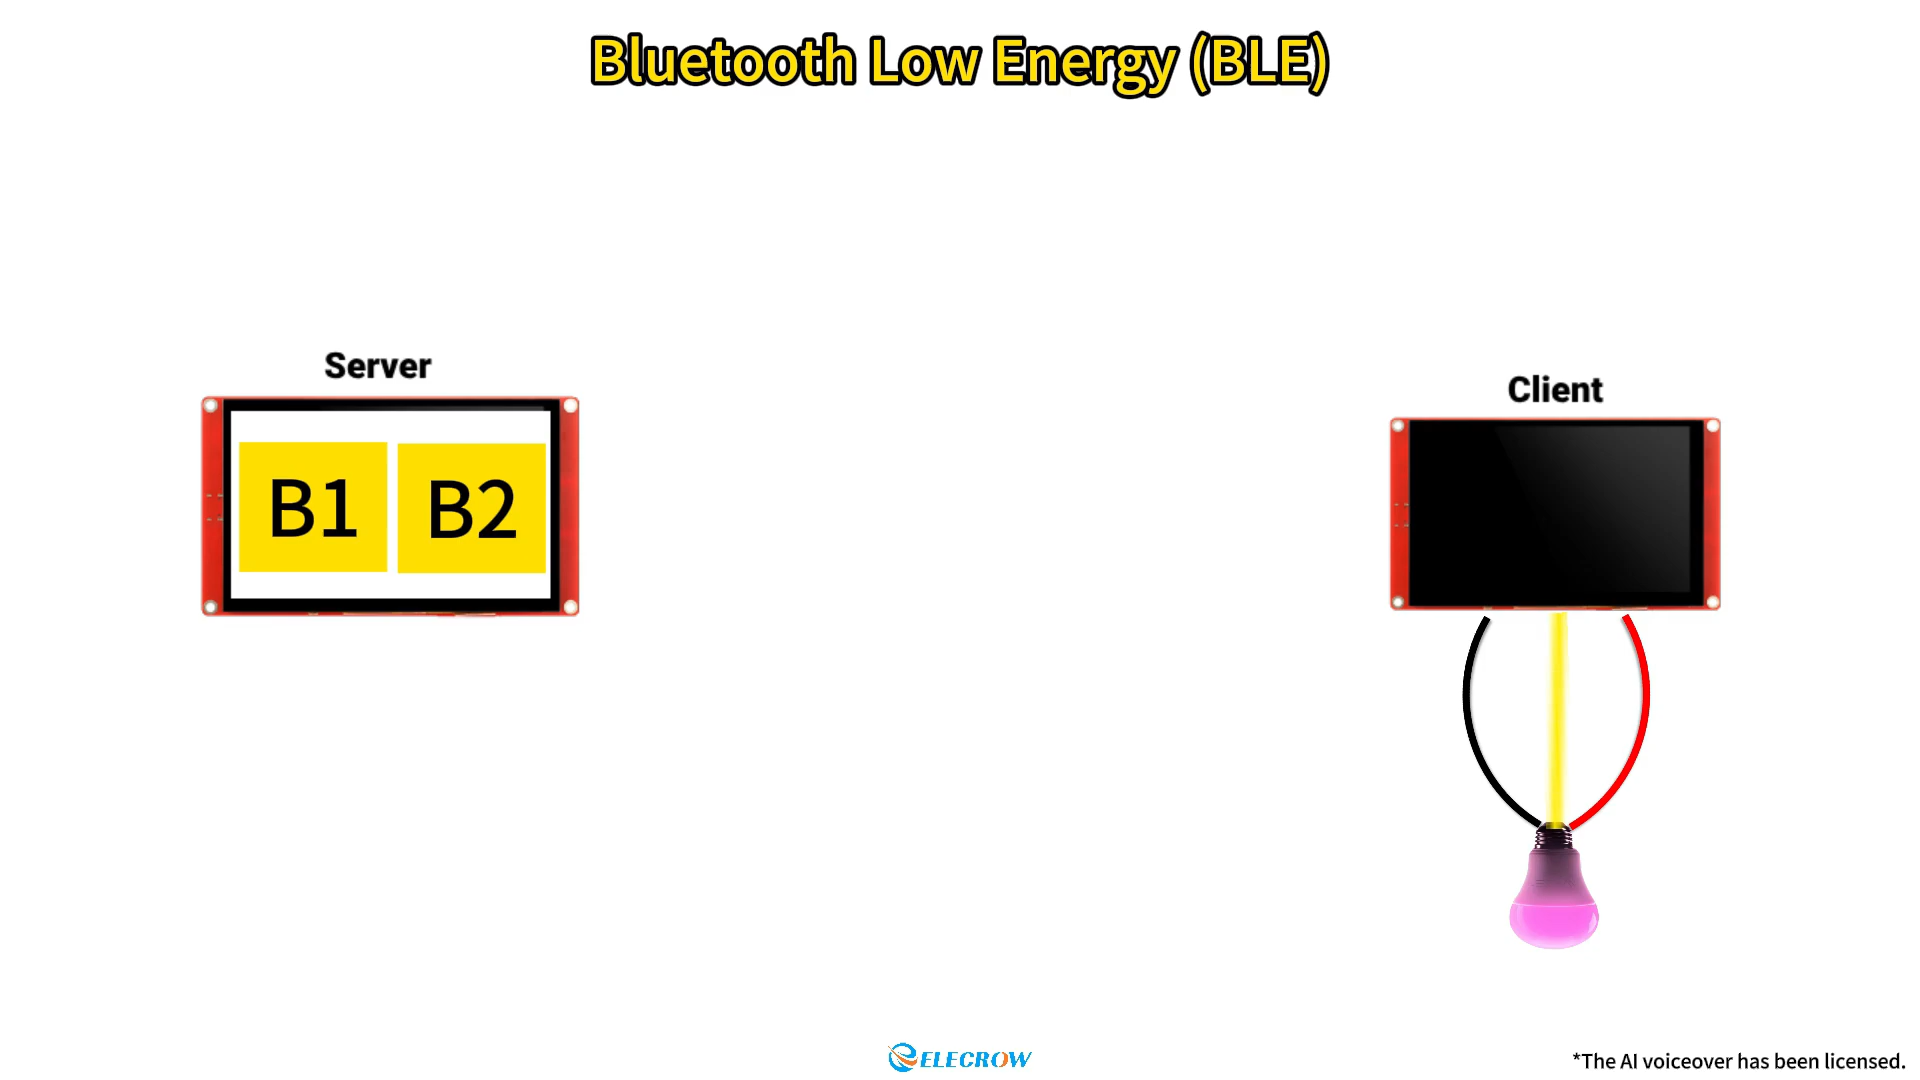 Bluetooth Low Energy (BLE)
Server
Client
B1 B2
ELECROW
*The AI voiceover has been licensed.